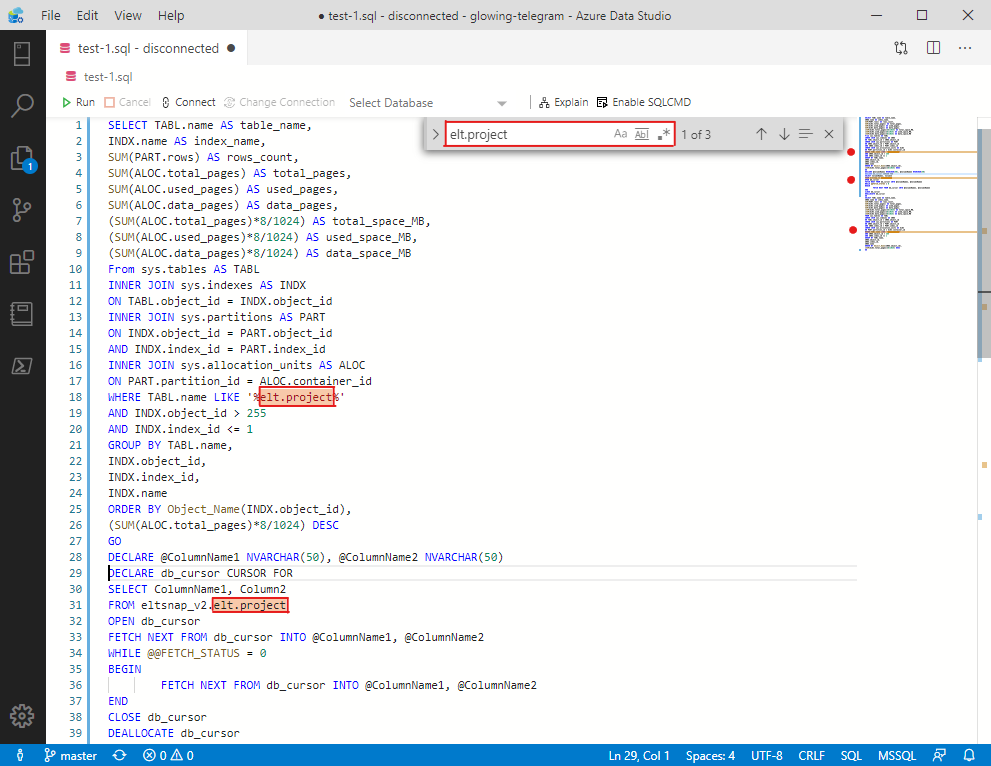 File Edit View Help ● test-1.sql - disconnected - glowing-telegram - Azure Data Studio
test-1.sql - disconnected ●
test-1.sql
Run Cancel Connect Change Connection Select Database Explain Enable SQLCMD
elt.project Aa Abl .* 1 of 3
1 SELECT TABL.name AS table_name,
2 INDX.name AS index_name,
3 SUM(PART.rows) AS rows_count,
4 SUM(ALOC.total_pages) AS total_pages,
5 SUM(ALOC.used_pages) AS used_pages,
6 SUM(ALOC.data_pages) AS data_pages,
7 (SUM(ALOC.total_pages)*8/1024) AS total_space_MB,
8 (SUM(ALOC.used_pages)*8/1024) AS used_space_MB,
9 (SUM(ALOC.data_pages)*8/1024) AS data_space_MB
10 From sys.tables AS TABL
11 INNER JOIN sys.indexes AS INDX
12 ON TABL.object_id = INDX.object_id
13 INNER JOIN sys.partitions AS PART
14 ON INDX.object_id = PART.object_id
15 AND INDX.index_id = PART.index_id
16 INNER JOIN sys.allocation_units AS ALOC
17 ON PART.partition_id = ALOC.container_id
18 WHERE TABL.name LIKE '%elt.project%'
19 AND INDX.object_id > 255
20 AND INDX.index_id <= 1
21 GROUP BY TABL.name,
22 INDX.object_id,
23 INDX.index_id,
24 INDX.name
25 ORDER BY Object_Name(INDX.object_id),
26 (SUM(ALOC.total_pages)*8/1024) DESC
27 GO
28 DECLARE @ColumnName1 NVARCHAR(50), @ColumnName2 NVARCHAR(50)
29 DECLARE db_cursor CURSOR FOR
30 SELECT ColumnName1, Column2
31 FROM eltsnap_v2.elt.project
32 OPEN db_cursor
33 FETCH NEXT FROM db_cursor INTO @ColumnName1, @ColumnName2
34 WHILE @@FETCH_STATUS = 0
35 BEGIN
36 FETCH NEXT FROM db_cursor INTO @ColumnName1, @ColumnName2
37 END
38 CLOSE db_cursor
39 DEALLOCATE db_cursor
1
master 0 0 Ln 29, Col 1 Spaces: 4 UTF-8 CRLF SQL MSSQL